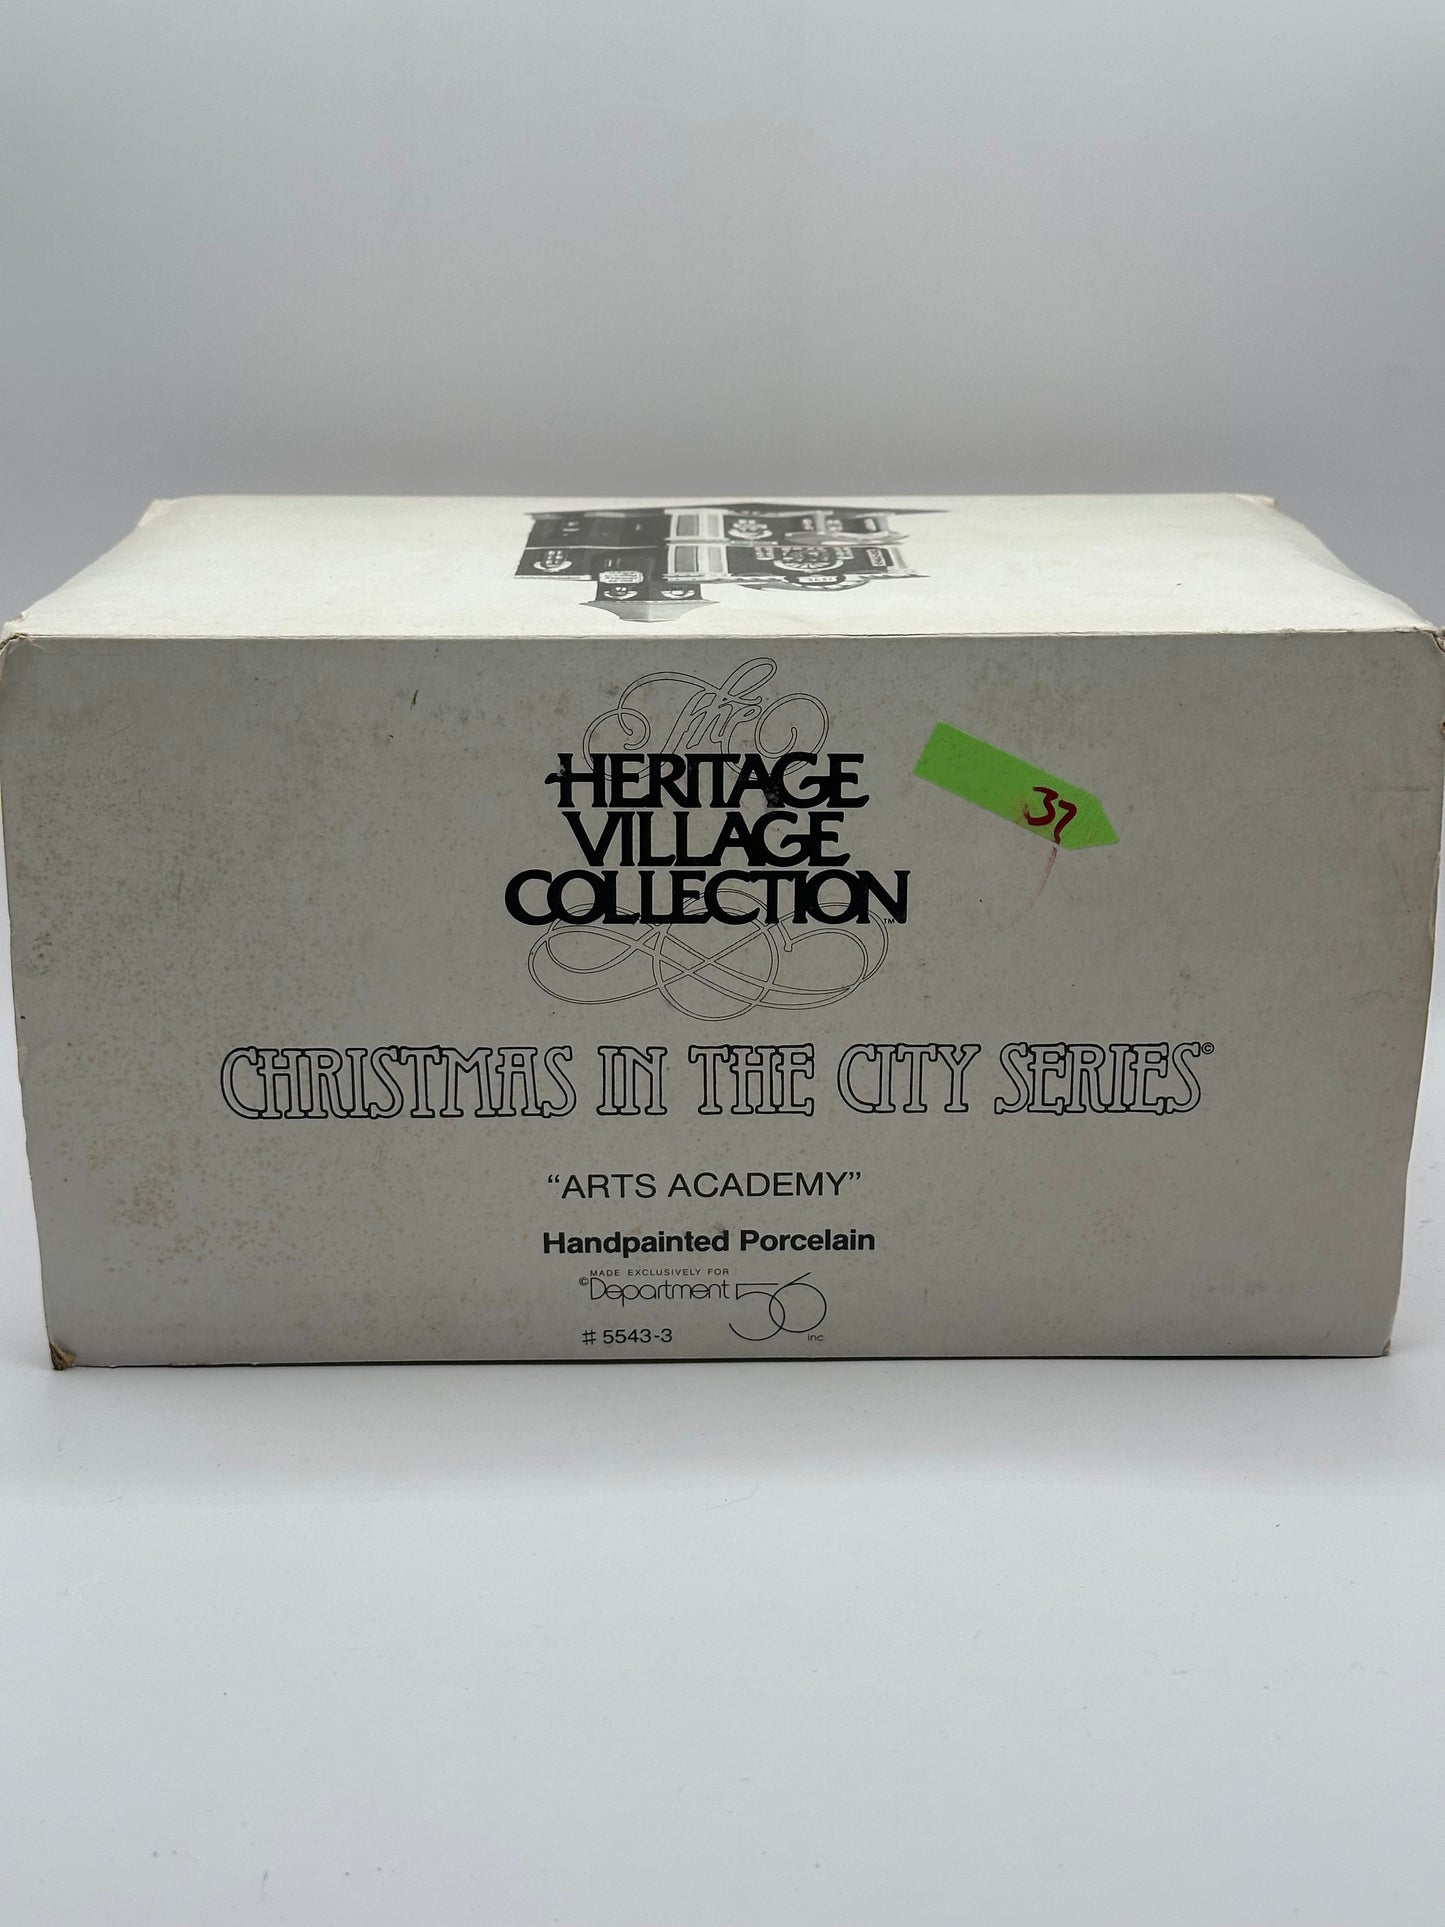 The
HERITAGE
VILLAGE
COLLECTION™
37
CHRISTMAS IN THE CITY SERIES©
“ARTS ACADEMY”
Handpainted Porcelain
MADE EXCLUSIVELY FOR
©Department 56 inc.
# 5543-3